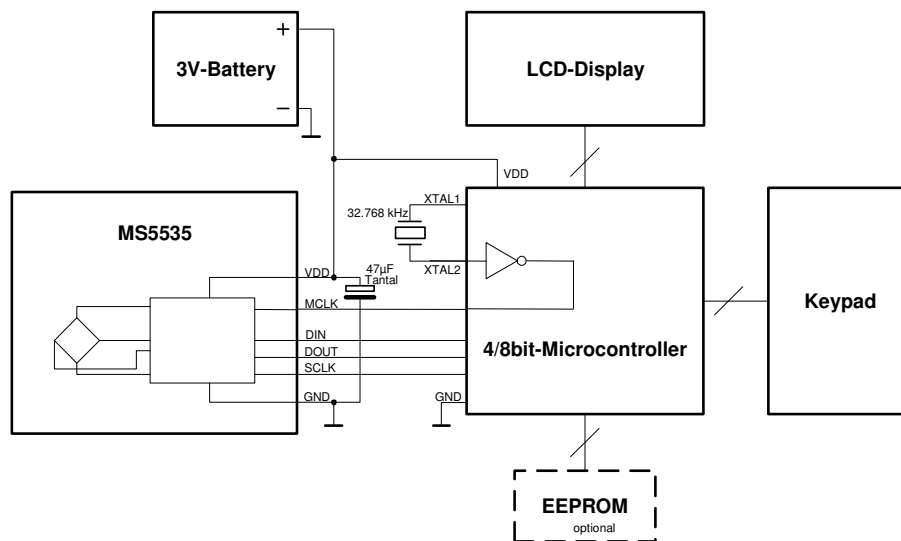 +
3V-Battery
−
LCD-Display
VDD
MS5535
XTAL1
32.768 kHz
XTAL2
VDD
47µF
Tantal
MCLK
DIN
DOUT
SCLK
GND
GND
4/8bit-Microcontroller
Keypad
EEPROM
optional